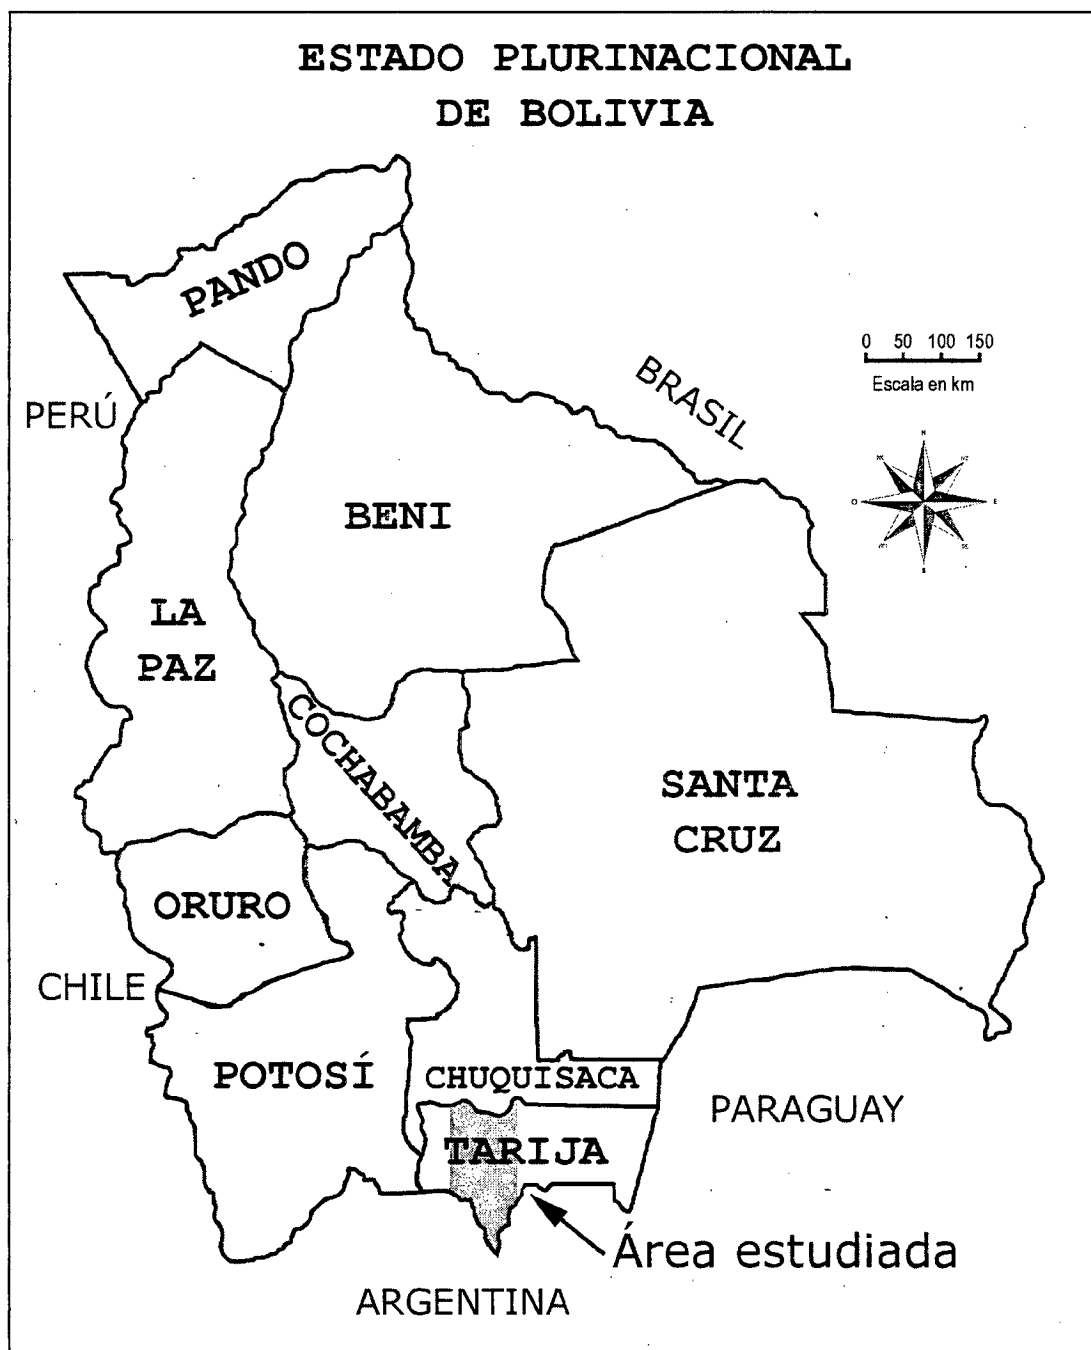 ESTADO PLURINACIONAL
DE BOLIVIA
PANDO
0 50 100 150
Escala en km
BRASIL
PERÚ
N
O
E
S
BENI
LA
PAZ
COCHABAMBA
SANTA
CRUZ
ORURO
CHILE
POTOSÍ
CHUQUISACA
PARAGUAY
TARIJA
Área estudiada
ARGENTINA